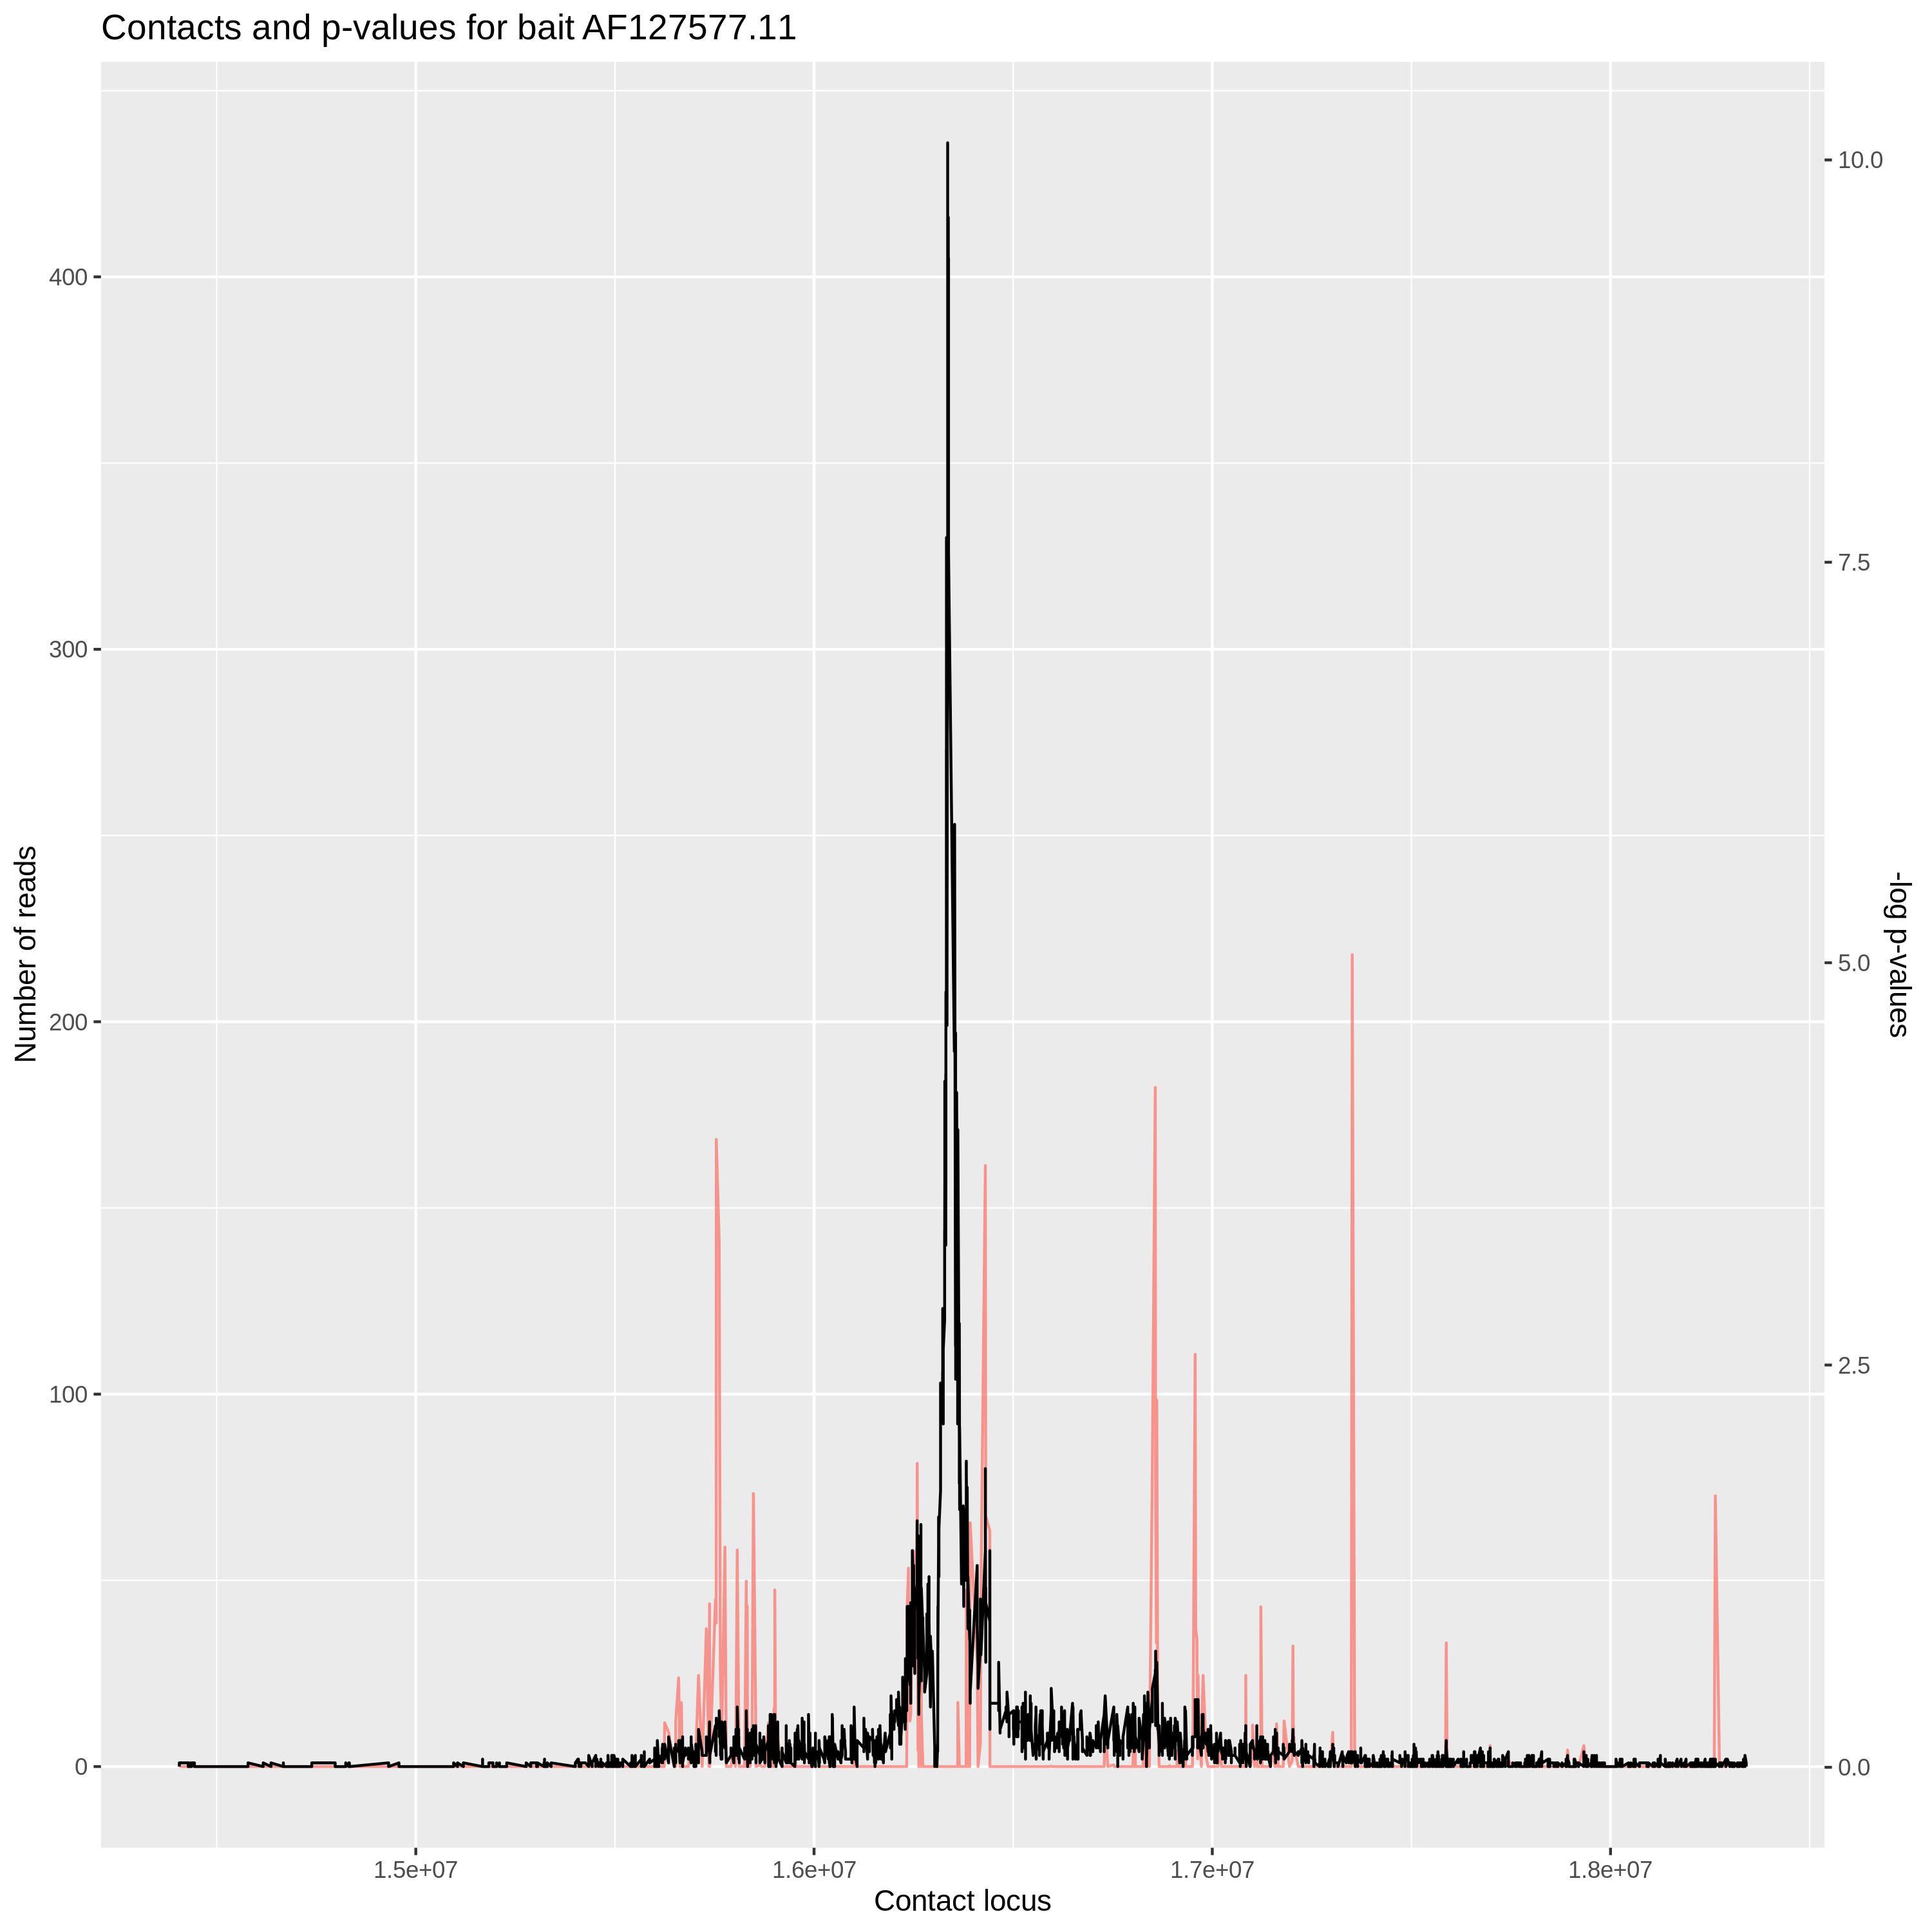 Contacts and p-values for bait AF127577.11
Number of reads
400
300
200
100
0
10.0
7.5
5.0
2.5
0.0
-log p-values
1.5e+07
1.6e+07
1.7e+07
1.8e+07
Contact locus